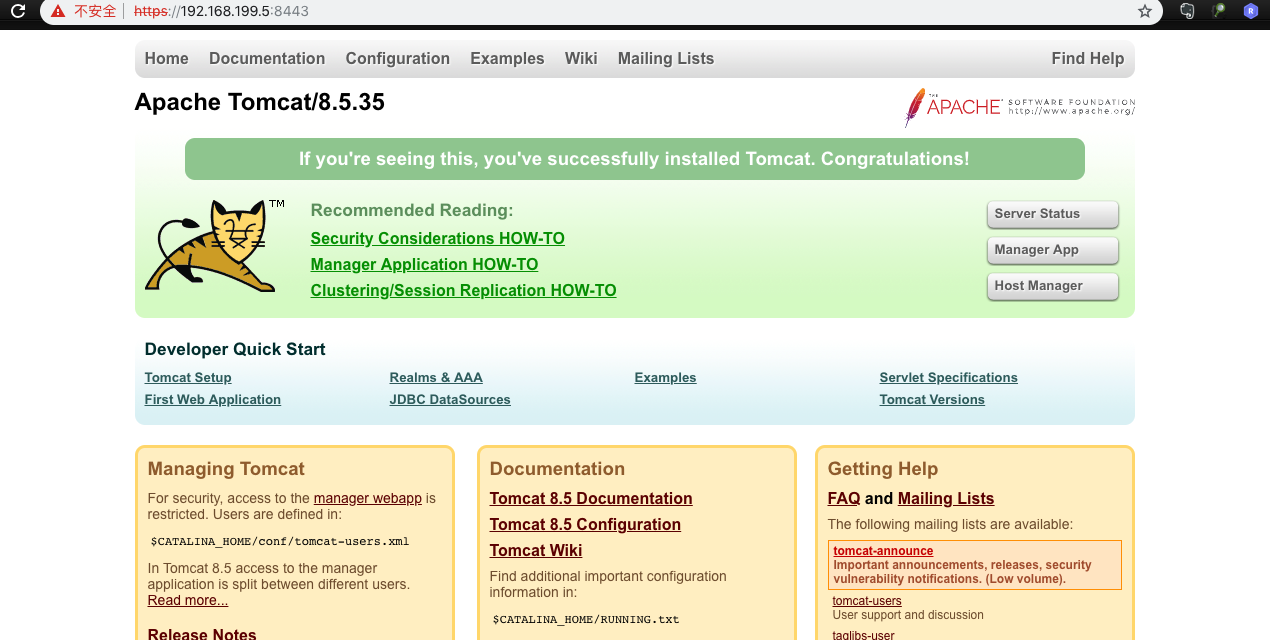 不安全 https://192.168.199.5:8443
Home Documentation Configuration Examples Wiki Mailing Lists Find Help
Apache Tomcat/8.5.35
THE
APACHE SOFTWARE FOUNDATION
http://www.apache.org/
If you're seeing this, you've successfully installed Tomcat. Congratulations!
TM
Recommended Reading:
Security Considerations HOW-TO
Manager Application HOW-TO
Clustering/Session Replication HOW-TO
Server Status
Manager App
Host Manager
Developer Quick Start
Tomcat Setup
First Web Application
Realms & AAA
JDBC DataSources
Examples
Servlet Specifications
Tomcat Versions
Managing Tomcat
For security, access to the manager webapp is
restricted. Users are defined in:
$CATALINA_HOME/conf/tomcat-users.xml
In Tomcat 8.5 access to the manager
application is split between different users.
Read more...
Release Notes
Documentation
Tomcat 8.5 Documentation
Tomcat 8.5 Configuration
Tomcat Wiki
Find additional important configuration
information in:
$CATALINA_HOME/RUNNING.txt
Getting Help
FAQ and Mailing Lists
The following mailing lists are available:
tomcat-announce
Important announcements, releases, security
vulnerability notifications. (Low volume).
tomcat-users
User support and discussion
taglibs-user
R